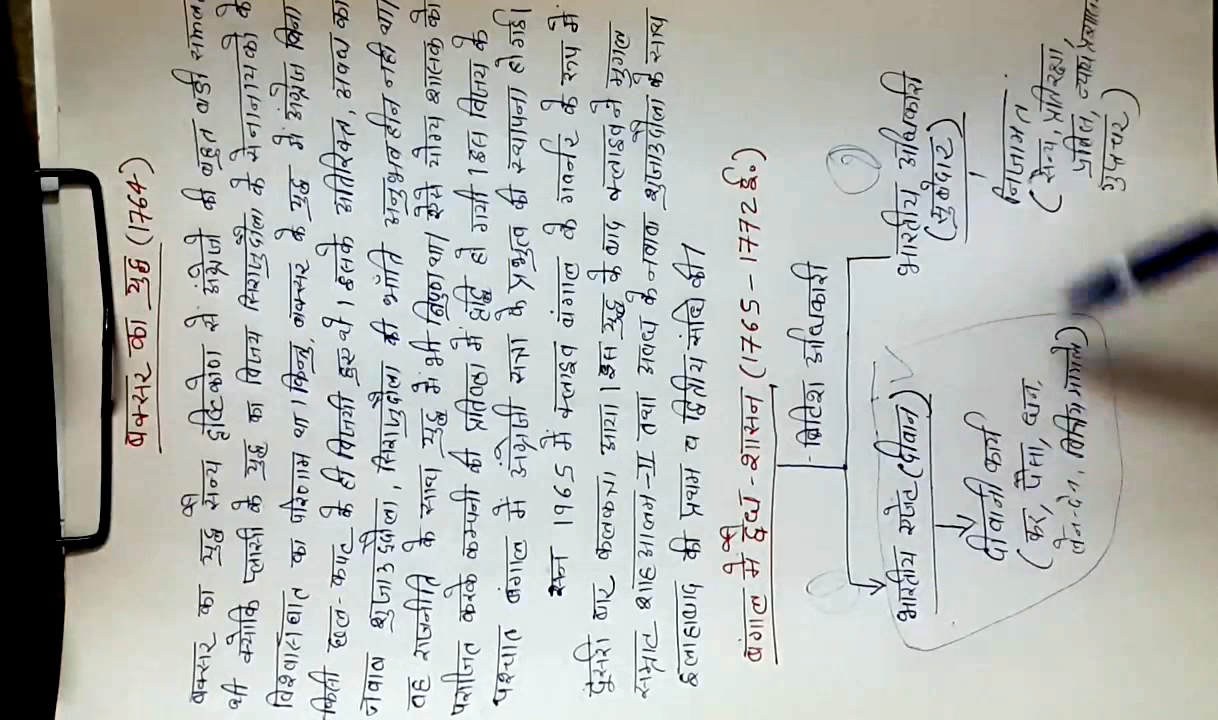 बक्सर का युद्ध (1764)
बक्सर का युद्ध सैन्य दृष्टिकोण से अंग्रेजो की बहुत बडी सफलता
थी क्योकि प्लासी के युद्ध का विजय सिराजुद्दौला के सेनानायको के
विश्वासघात का परिणाम था। किन्तु, बक्सर के युद्ध में अंग्रेज बिना
किसी छल-कपट के ही विजयी हुए थे। इसके अतिरिक्त, अवध का
नवाब शुजाउद्दौला, सिराजुद्दौला की भांति अनुभवहीन नही था
वह राजनीति के साथ युद्ध में भी निपुण था। ऐसे योग्य शासक को
पराजित करके कम्पनी की प्रतिष्ठा में वृद्धि हो गयी। इस विजय के
पश्चात बंगाल में अंग्रेजी सत्ता के प्रभुत्व की स्थापना हो गई।
सन 1965 में क्लाइव बंगाल के गवर्नर के रूप में
दुसरी बार कलकत्ता आया। इस युद्ध के बाद क्लाइव ने मुगल
सम्राट शाहआलम-II तथा अवध के नवाब शुजाउद्दौला के साथ
इलाहाबाद की प्रथम व द्वितीय संधि की।
बंगाल मे द्वैध-शासन (1765-1772 ई०)
ब्रिटिश अधिकारी
भारतीय एजेंट (दीवान)
दीवानी कार्य
(कर, पैसा, धन,
लेन-देन, वित्तिय मामले)
भारतीय अधिकारी
(सुबेदार)
निजामत
(सैन्य, प्रतिरक्षा
पुलिस, न्याय
गुप्तचर)